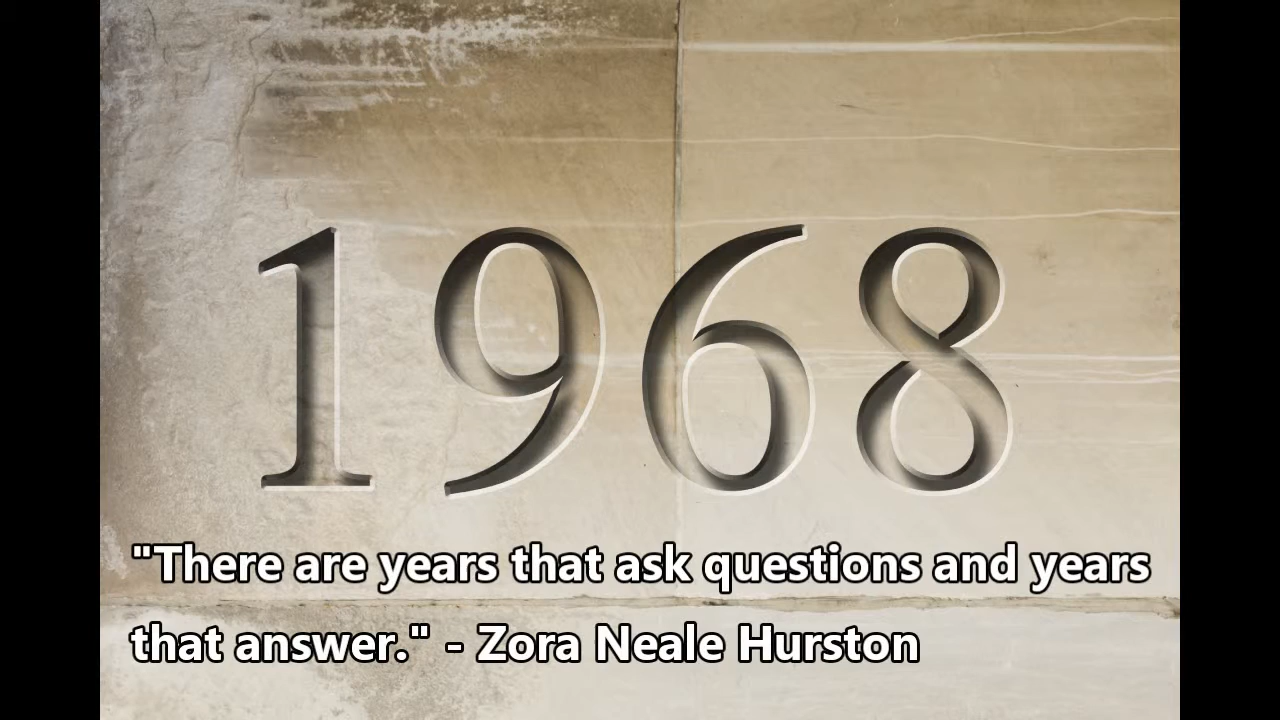 1968
"There are years that ask questions and years
that answer." - Zora Neale Hurston